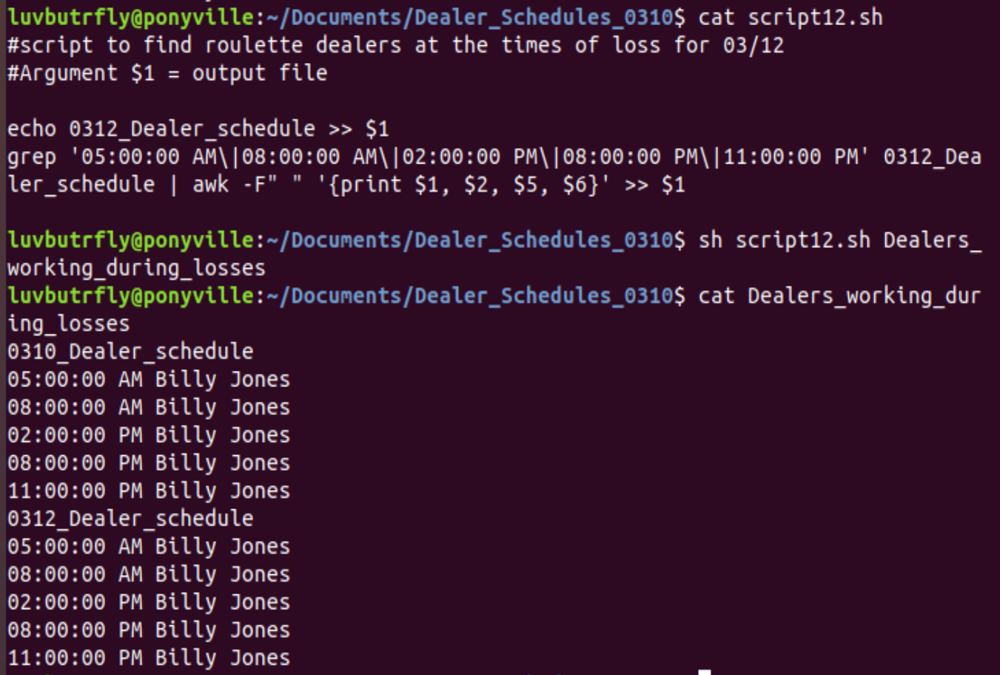 luvbutrfly@ponyville:~/Documents/Dealer_Schedules_0310$ cat script12.sh
#script to find roulette dealers at the times of loss for 03/12
#Argument $1 = output file
echo 0312_Dealer_schedule >> $1
grep '05:00:00 AM\|08:00:00 AM\|02:00:00 PM\|08:00:00 PM\|11:00:00 PM' 0312_Dea
ler_schedule | awk -F" " '{print $1, $2, $5, $6}' >> $1
luvbutrfly@ponyville:~/Documents/Dealer_Schedules_0310$ sh script12.sh Dealers_
working_during_losses
luvbutrfly@ponyville:~/Documents/Dealer_Schedules_0310$ cat Dealers_working_dur
ing_losses
0310_Dealer_schedule
05:00:00 AM Billy Jones
08:00:00 AM Billy Jones
02:00:00 PM Billy Jones
08:00:00 PM Billy Jones
11:00:00 PM Billy Jones
0312_Dealer_schedule
05:00:00 AM Billy Jones
08:00:00 AM Billy Jones
02:00:00 PM Billy Jones
08:00:00 PM Billy Jones
11:00:00 PM Billy Jones